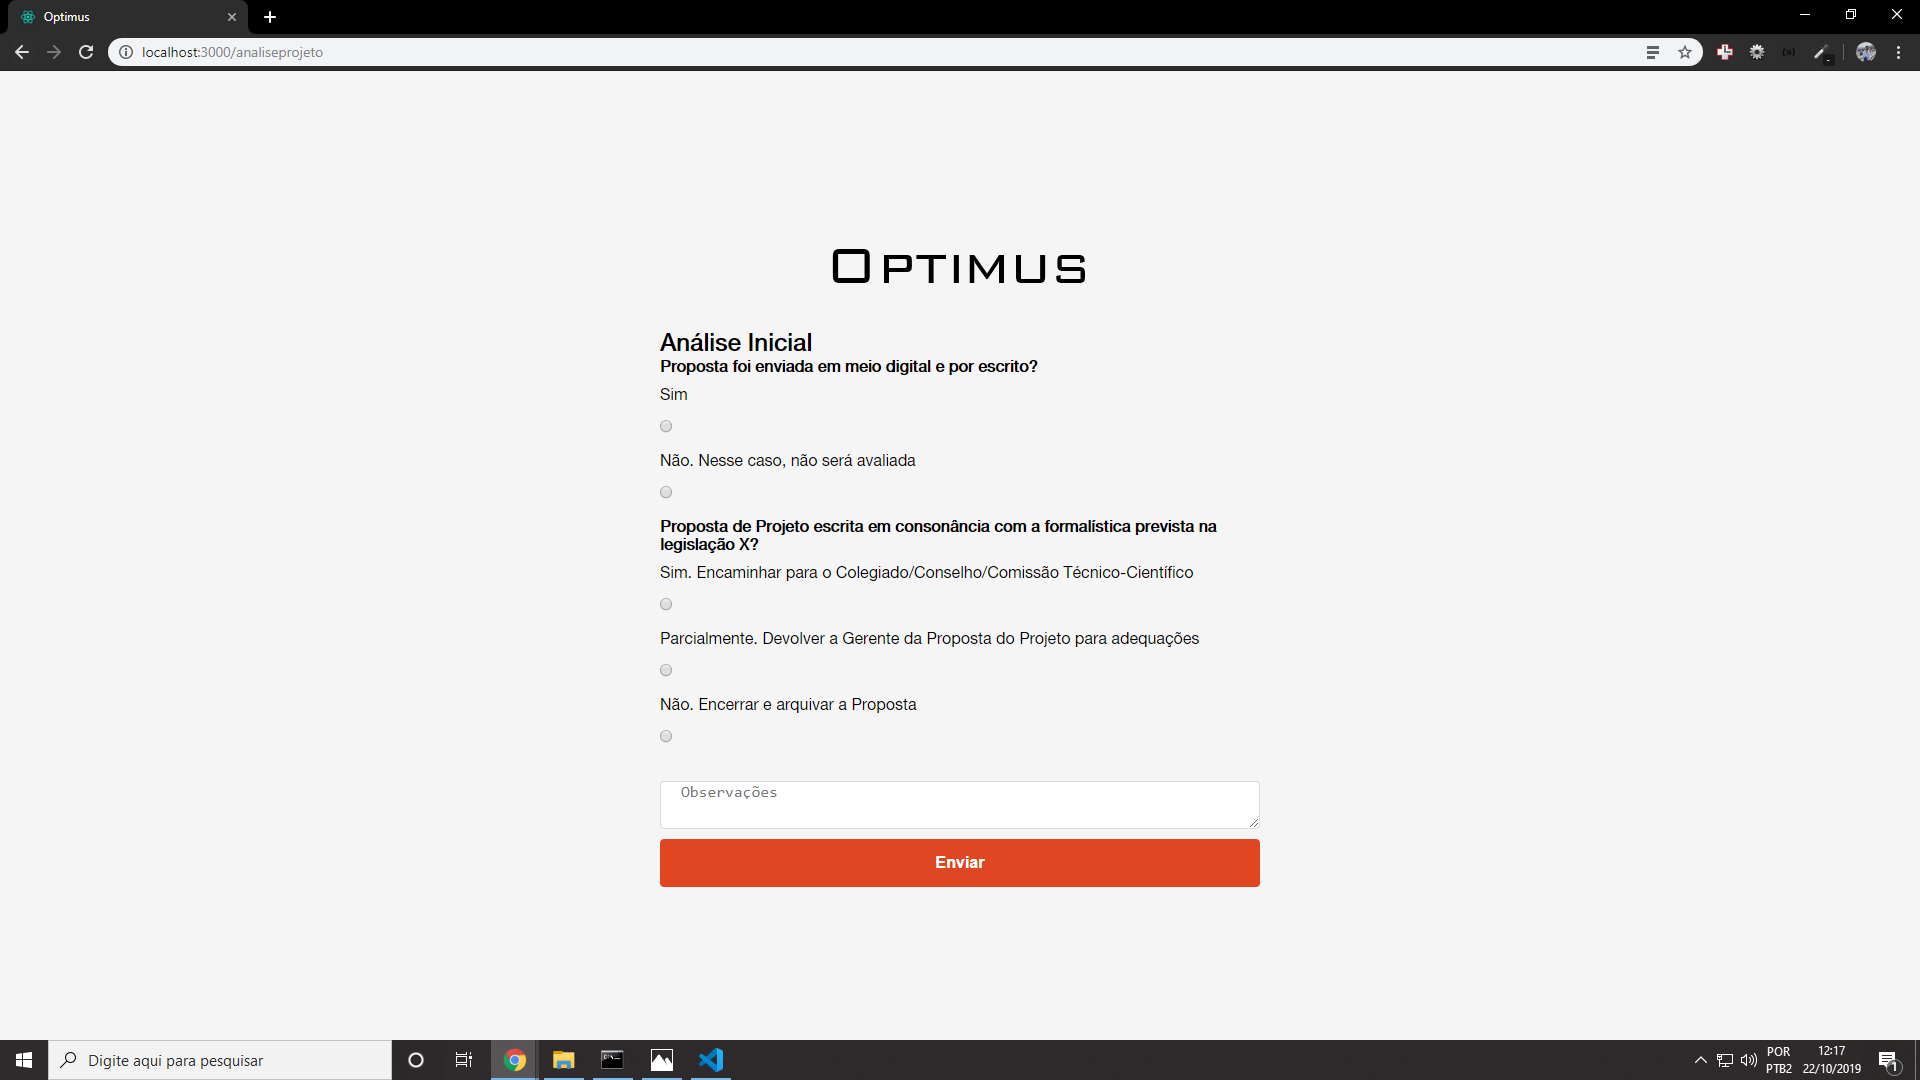 Optimus
localhost:3000/analiseprojeto
OPTIMUS
Análise Inicial
Proposta foi enviada em meio digital e por escrito?
Sim
Não. Nesse caso, não será avaliada
Proposta de Projeto escrita em consonância com a formalística prevista na
legislação X?
Sim. Encaminhar para o Colegiado/Conselho/Comissão Técnico-Científico
Parcialmente. Devolver a Gerente da Proposta do Projeto para adequações
Não. Encerrar e arquivar a Proposta
Observações
Enviar
Digite aqui para pesquisar
POR
PTB2
12:17
22/10/2019
1